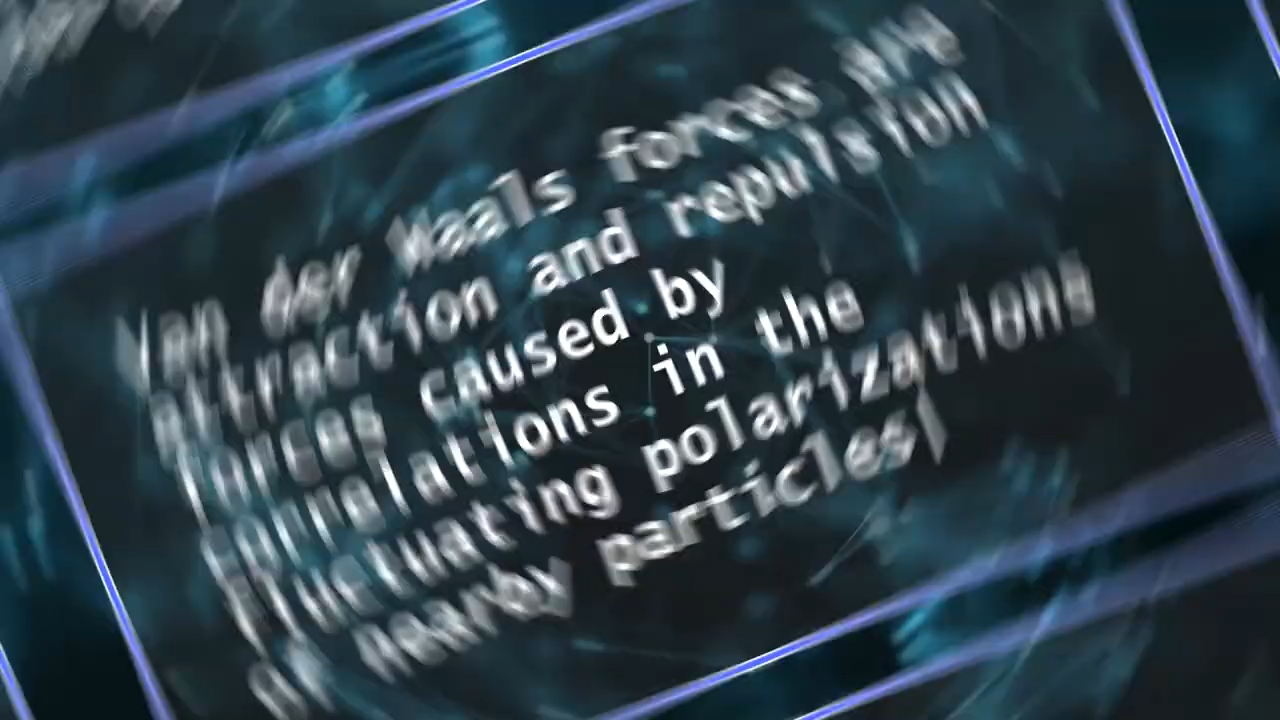 Van der Waals forces are
attraction and repulsion
forces caused by
correlations in the
fluctuating polarizations
of nearby particles